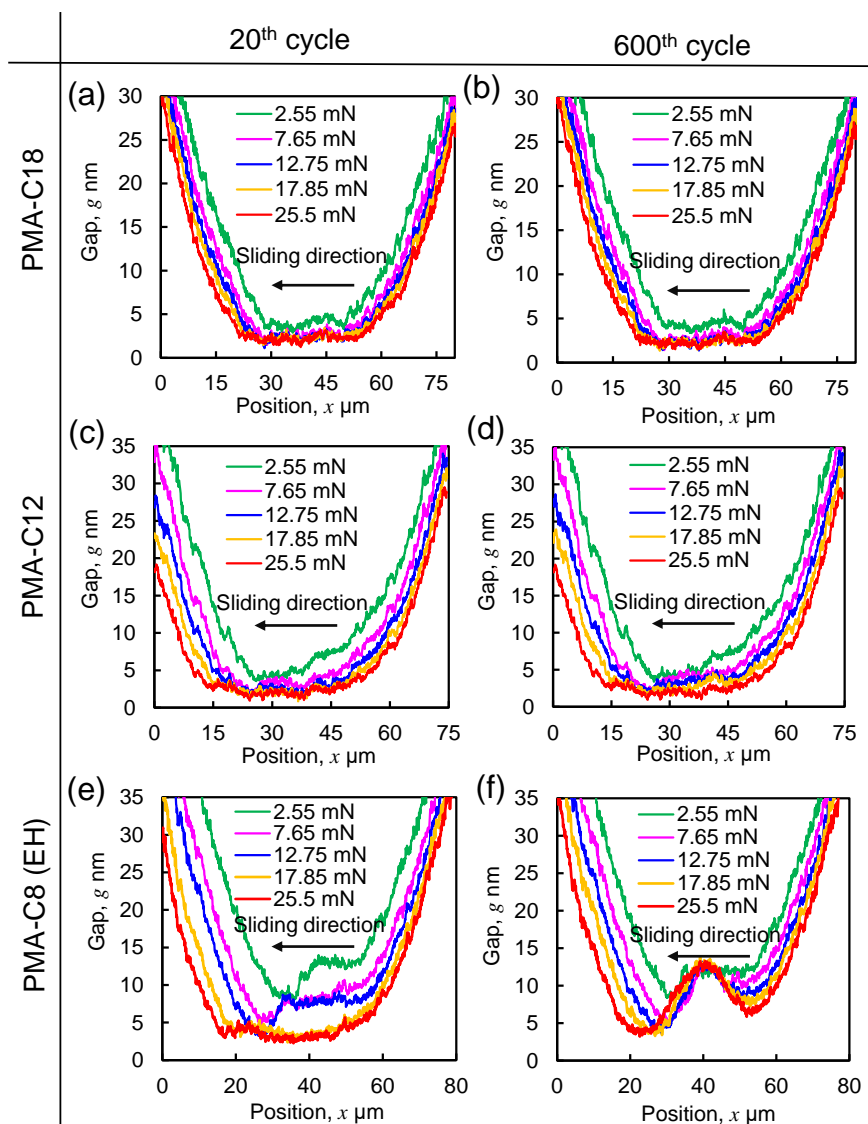 20th cycle
600th cycle
PMA-C18
(a)
30
25
20
15
10
5
0
Gap, g nm
2.55 mN
7.65 mN
12.75 mN
17.85 mN
25.5 mN
Sliding direction
0 15 30 45 60 75
Position, x µm
(b)
30
25
20
15
10
5
0
Gap, g nm
2.55 mN
7.65 mN
12.75 mN
17.85 mN
25.5 mN
Sliding direction
0 15 30 45 60 75
Position, x µm
PMA-C12
(c)
35
30
25
20
15
10
5
0
Gap, g nm
2.55 mN
7.65 mN
12.75 mN
17.85 mN
25.5 mN
Sliding direction
0 15 30 45 60 75
Position, x µm
(d)
35
30
25
20
15
10
5
0
Gap, g nm
2.55 mN
7.65 mN
12.75 mN
17.85 mN
25.5 mN
Sliding direction
0 15 30 45 60 75
Position, x µm
PMA-C8 (EH)
(e)
35
30
25
20
15
10
5
0
Gap, g nm
2.55 mN
7.65 mN
12.75 mN
17.85 mN
25.5 mN
Sliding direction
0 20 40 60 80
Position, x µm
(f)
35
30
25
20
15
10
5
0
Gap, g nm
2.55 mN
7.65 mN
12.75 mN
17.85 mN
25.5 mN
Sliding direction
0 20 40 60 80
Position, x µm